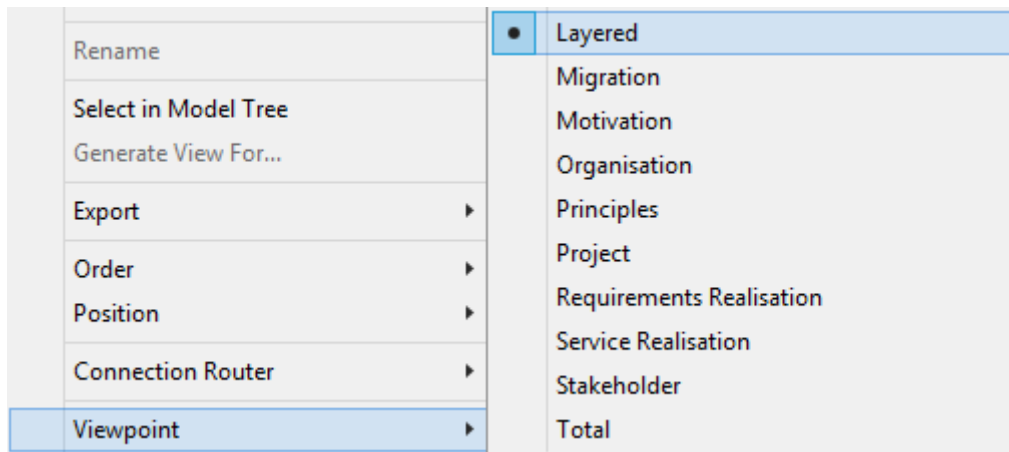 Rename
Select in Model Tree
Generate View For...
Export
Order
Position
Connection Router
Viewpoint
Layered
Migration
Motivation
Organisation
Principles
Project
Requirements Realisation
Service Realisation
Stakeholder
Total